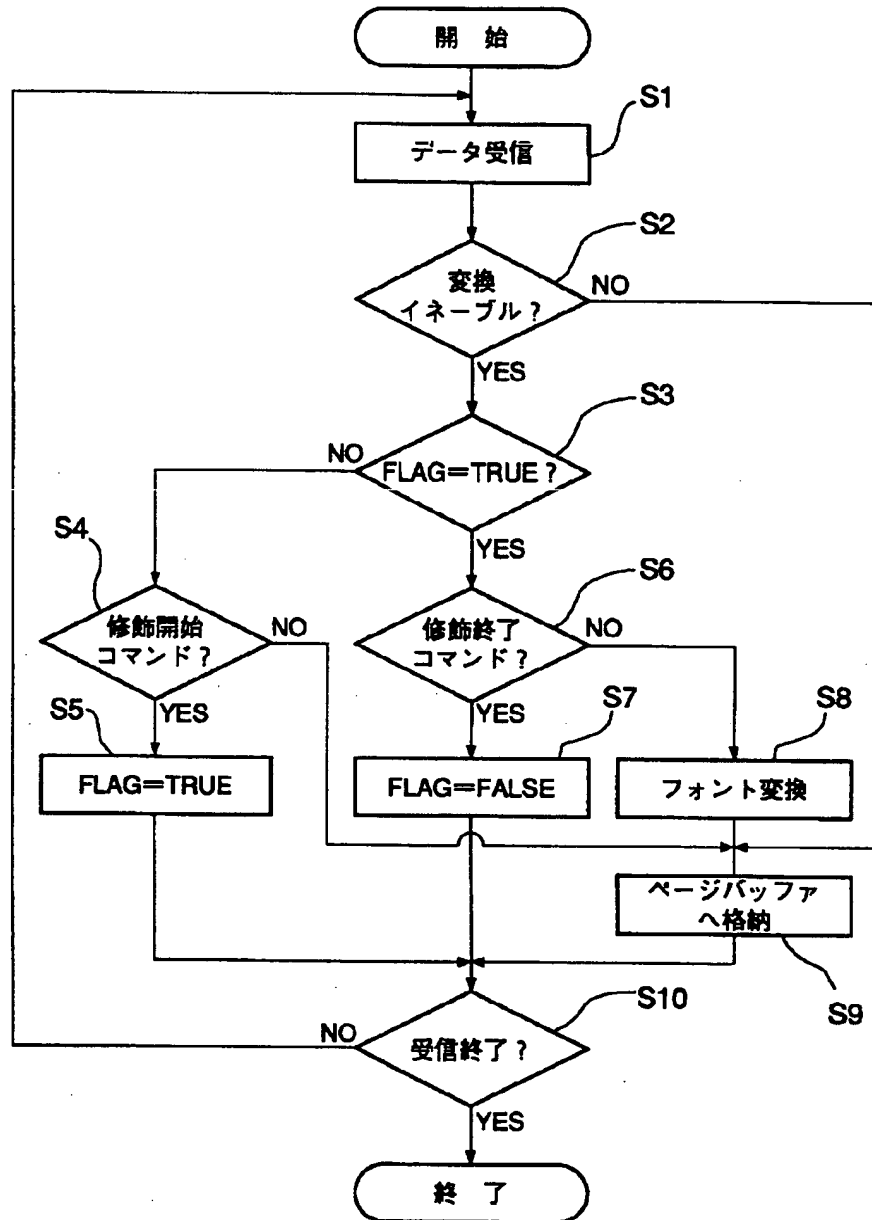 開 始
S1
データ受信
S2
変換
イネーブル?
NO
YES
S3
NO
FLAG=TRUE?
YES
S4
修飾開始
コマンド?
NO
YES
S6
修飾終了
コマンド?
NO
YES
S5
FLAG=TRUE
S7
FLAG=FALSE
S8
フォント変換
ページバッファ
へ格納
S9
S10
NO
受信終了?
YES
終 了